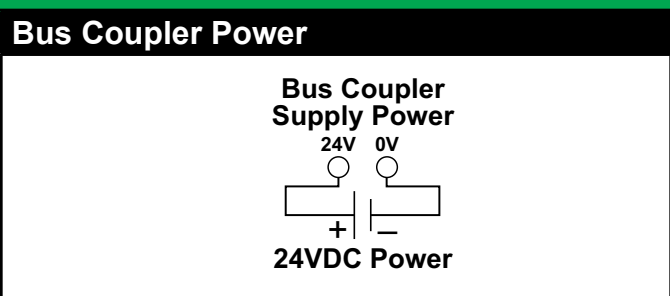 Bus Coupler Power
Bus Coupler
Supply Power
24V 0V
+ –
24VDC Power